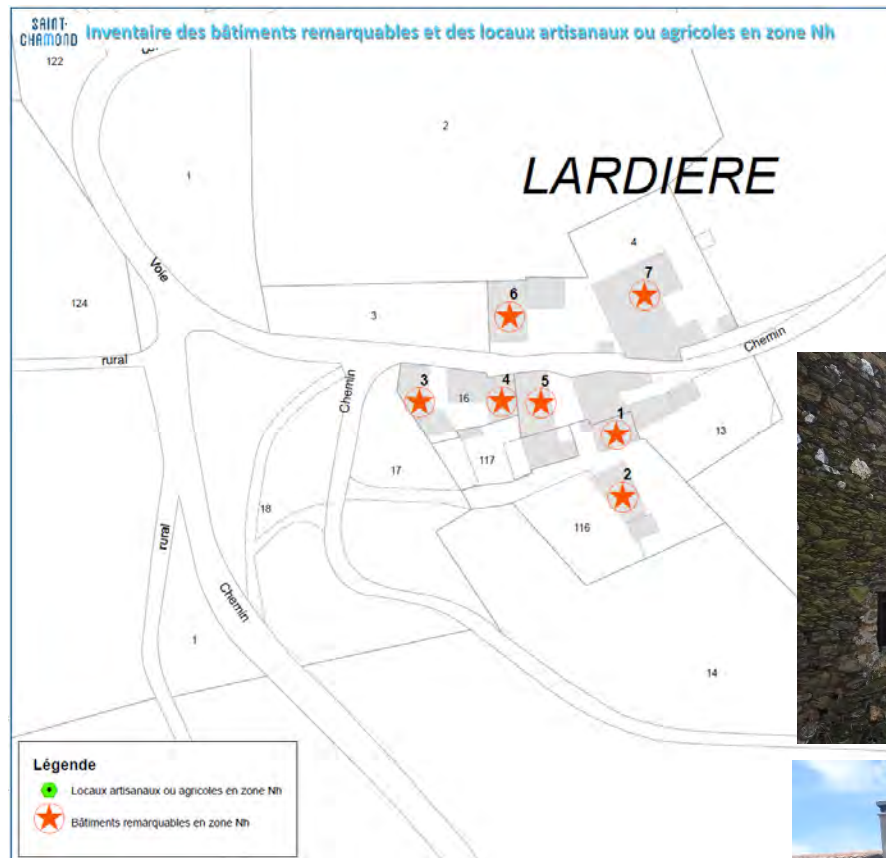 SAINT-
CHAMOND
Inventaire des bâtiments remarquables et des locaux artisanaux ou agricoles en zone Nh
122
2
1
LARDIERE
4
7
Voie
124
6
3
rural
Chemin
Chemin
3
4
5
16
1
13
17
117
2
18
116
rural
Chemin
1
14
Légende
Locaux artisanaux ou agricoles en zone Nh
Bâtiments remarquables en zone Nh